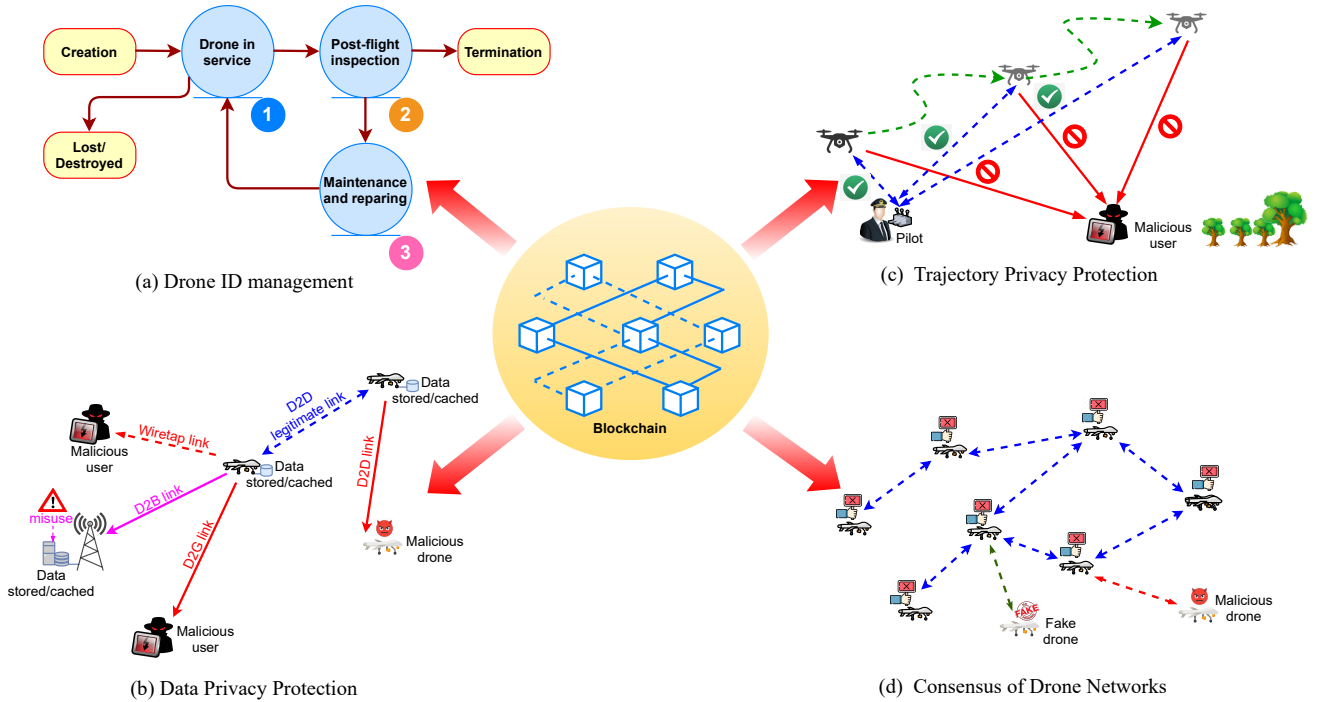 Creation
Drone in
service
Post-flight
inspection
Termination
1
2
Lost/
Destroyed
Maintenance
and reparing
3
(a) Drone ID management
Pilot
Malicious
user
(c) Trajectory Privacy Protection
Blockchain
D2D
legitimate link
Data
stored/cached
Wiretap link
Malicious
user
Data
stored/cached
D2D link
D2B link
misuse
Data
stored/cached
D2G link
Malicious
drone
Malicious
user
(b) Data Privacy Protection
FAKE
Fake
drone
Malicious
drone
(d) Consensus of Drone Networks